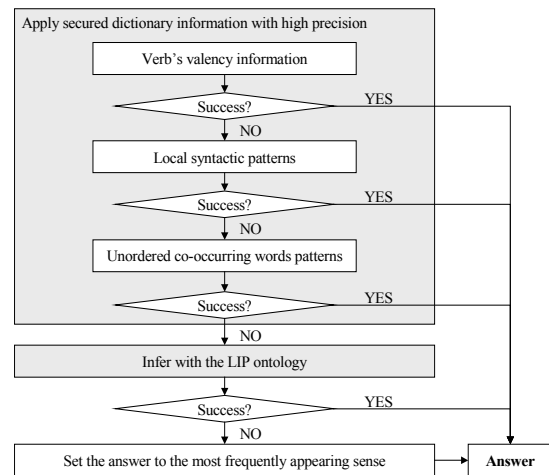 Apply secured dictionary information with high precision
Verb's valency information
Success?
YES
NO
Local syntactic patterns
Success?
YES
NO
Unordered co-occurring words patterns
Success?
YES
NO
Infer with the LIP ontology
Success?
YES
NO
Set the answer to the most frequently appearing sense
Answer